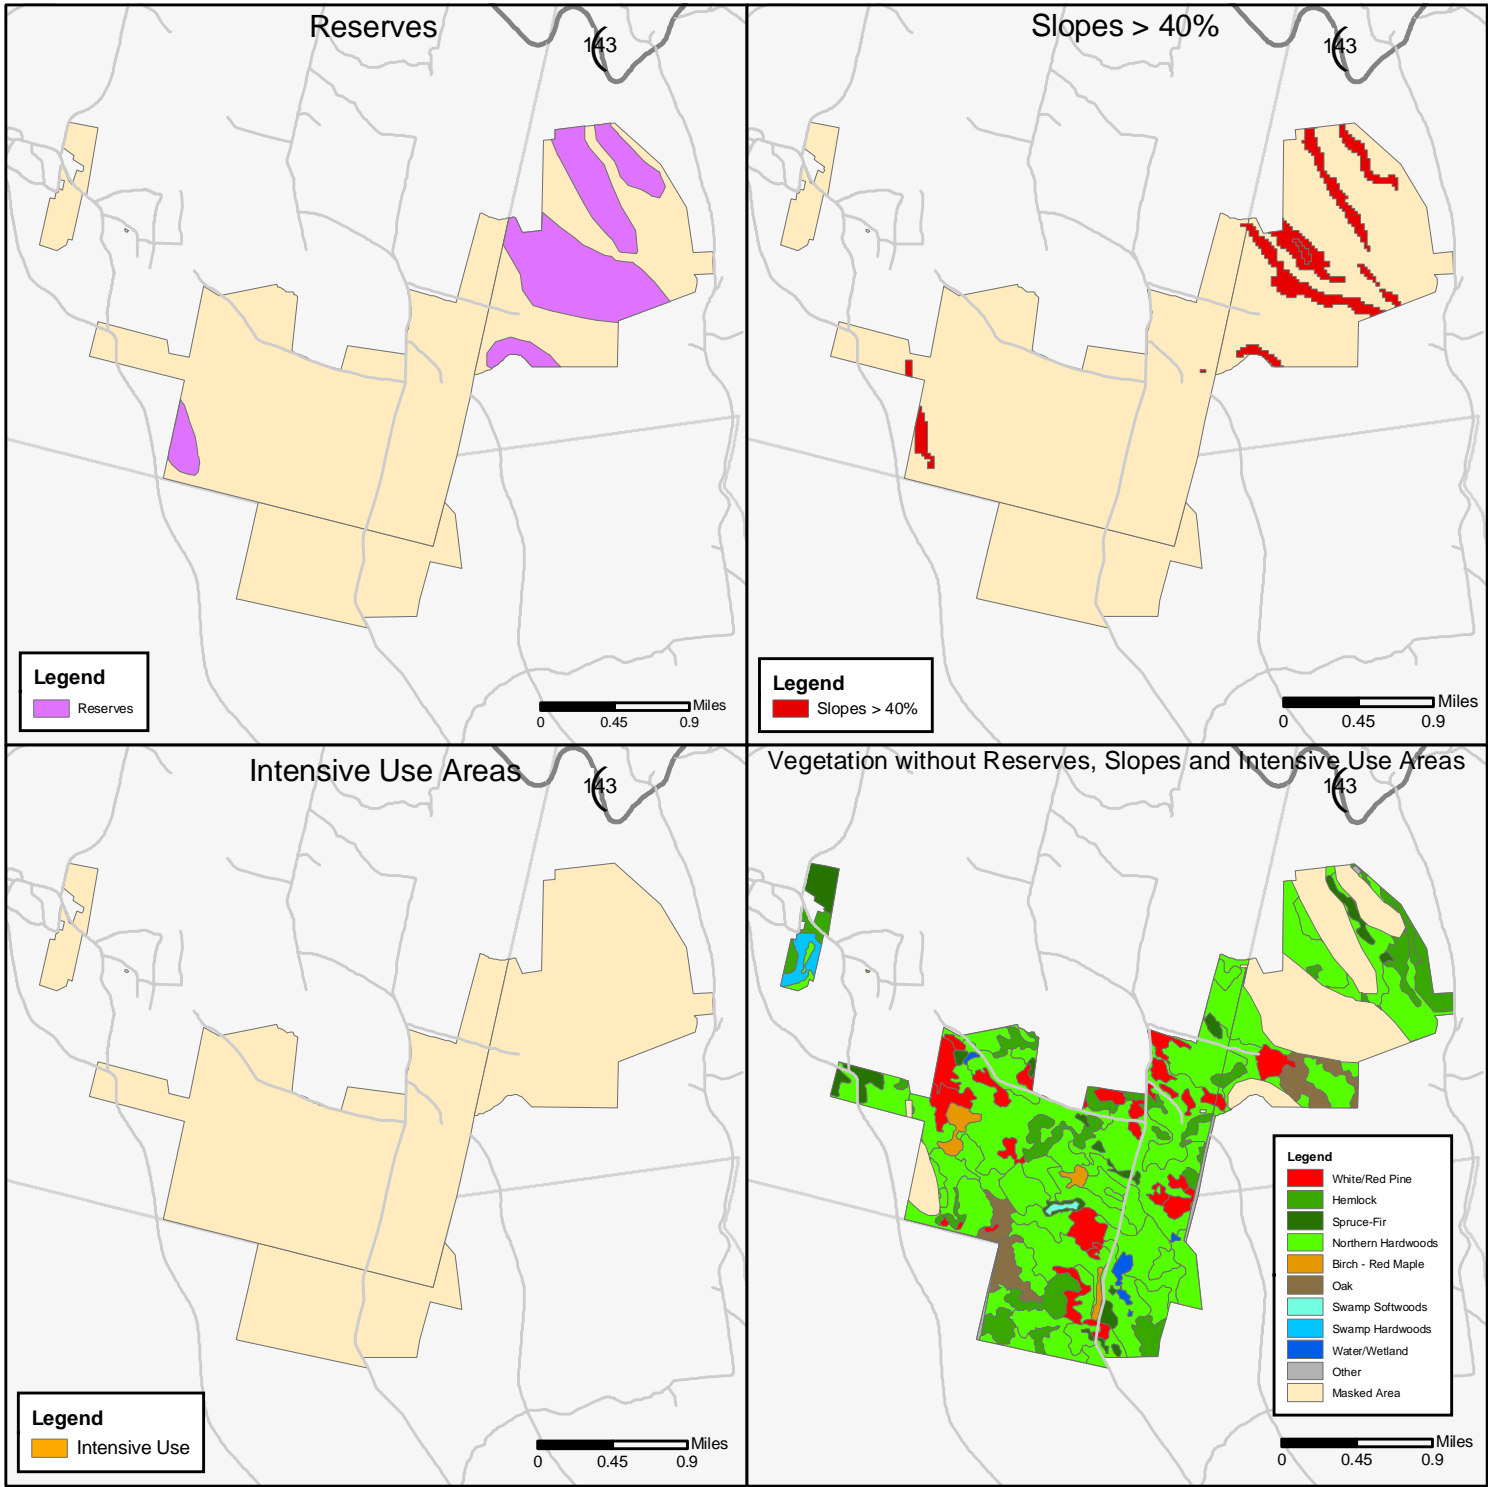 Reserves
143
Legend
Reserves
Miles
0 0.45 0.9
Slopes > 40%
143
Legend
Slopes > 40%
Miles
0 0.45 0.9
Intensive Use Areas
143
Legend
Intensive Use
Miles
0 0.45 0.9
Vegetation without Reserves, Slopes and Intensive Use Areas
143
Legend
White/Red Pine
Hemlock
Spruce-Fir
Northern Hardwoods
Birch - Red Maple
Oak
Swamp Softwoods
Swamp Hardwoods
Water/Wetland
Other
Masked Area
Miles
0 0.45 0.9